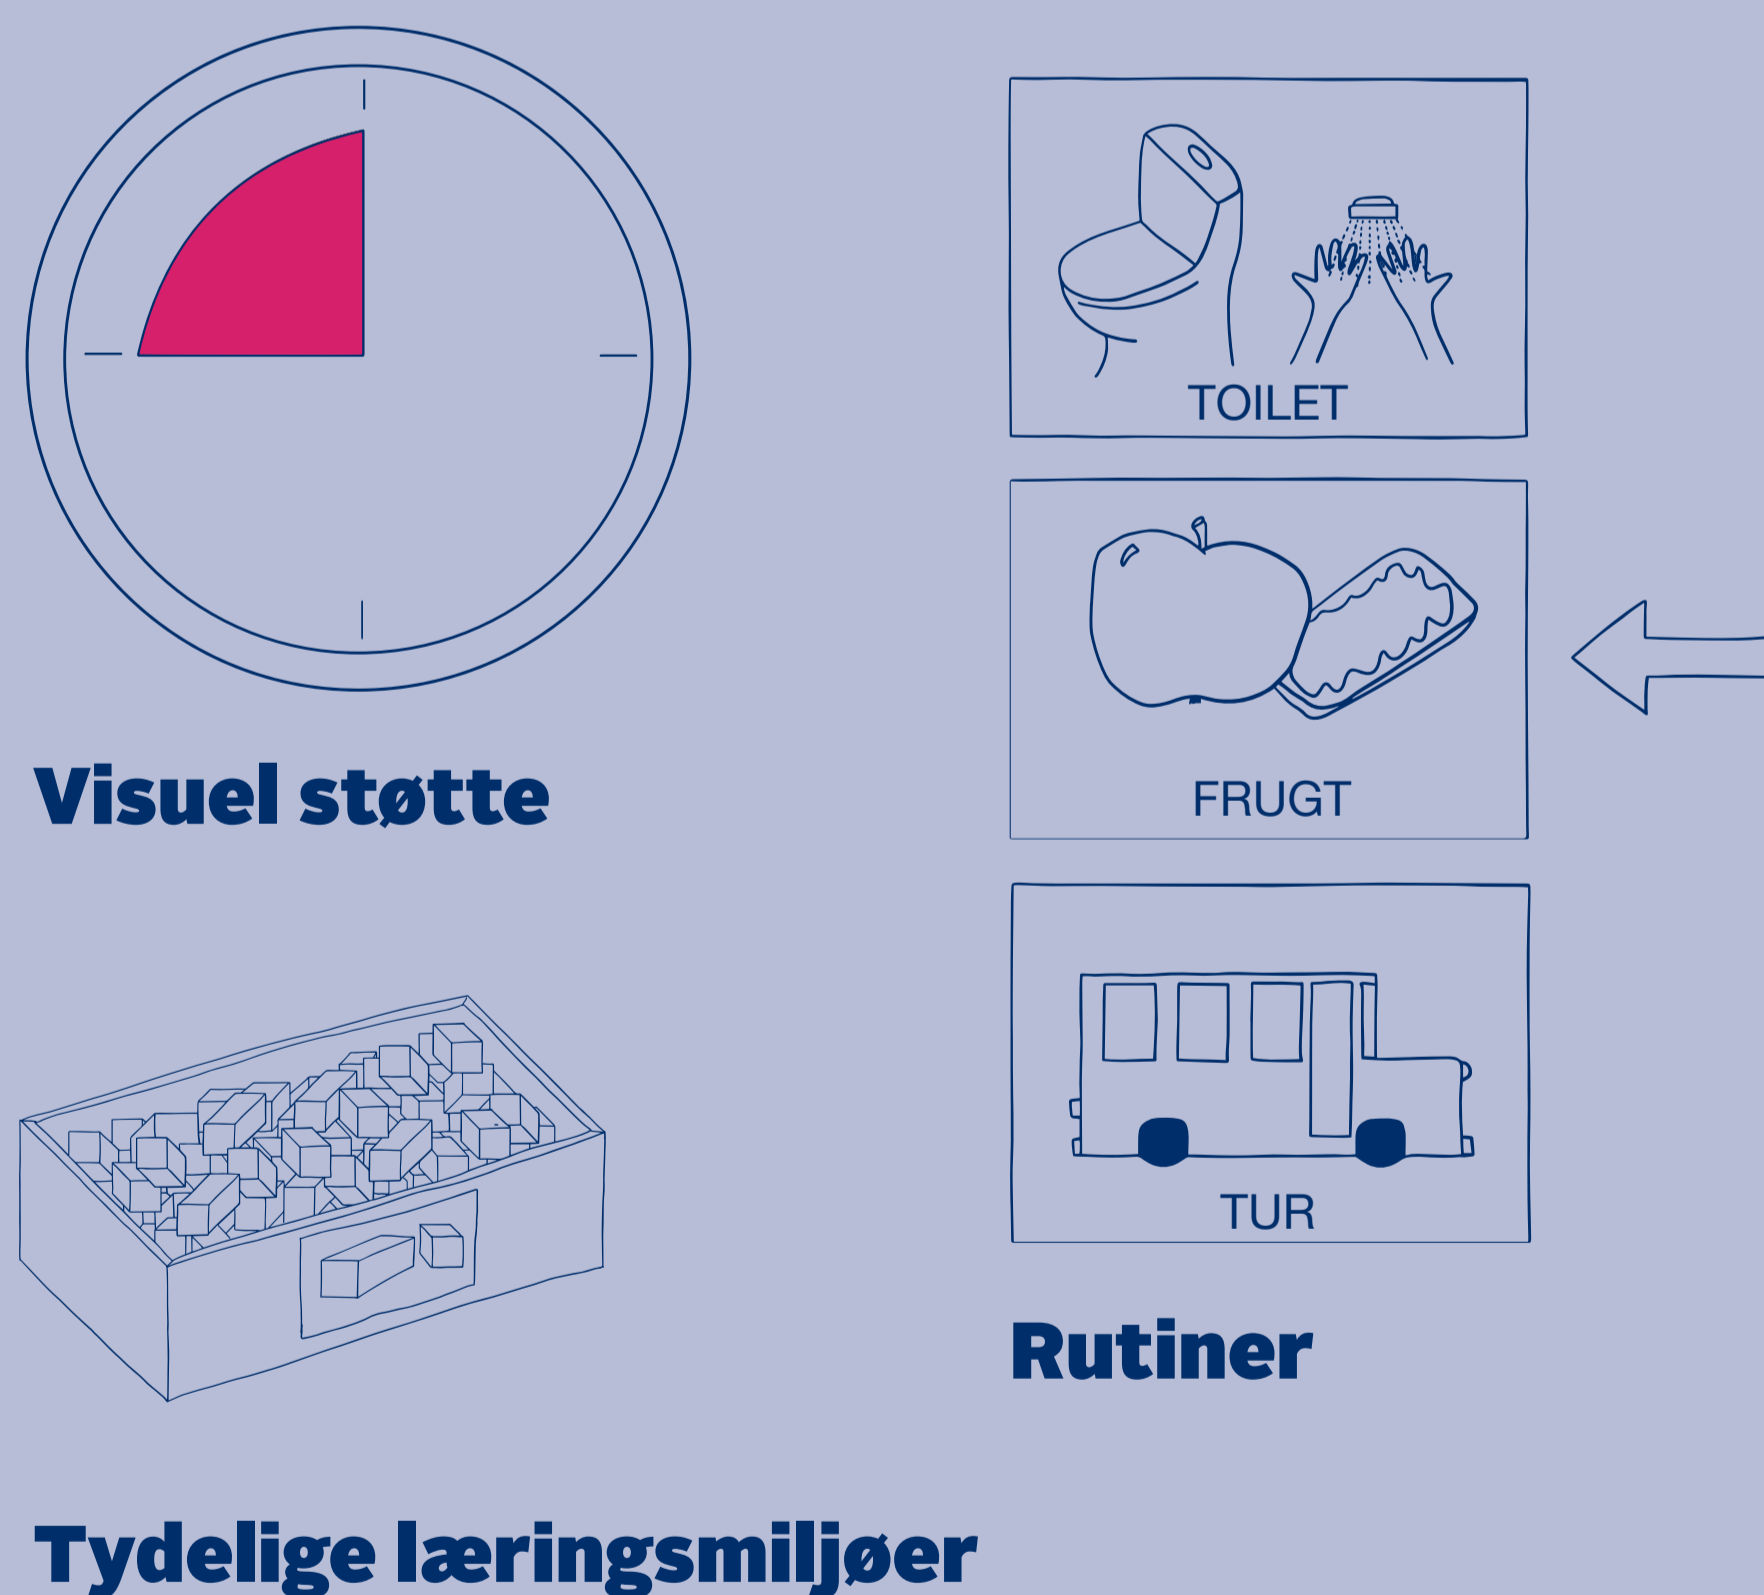 Visuel støtte
TOILET
FRUGT
TUR
Rutiner
Tydelige læringsmiljøer